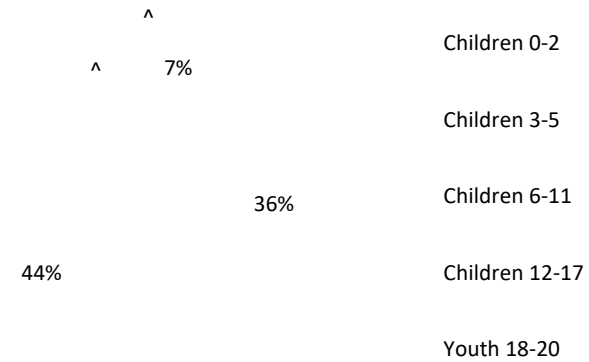 ^
Children 0-2
^ 7%
Children 3-5
36%
Children 6-11
44%
Children 12-17
Youth 18-20